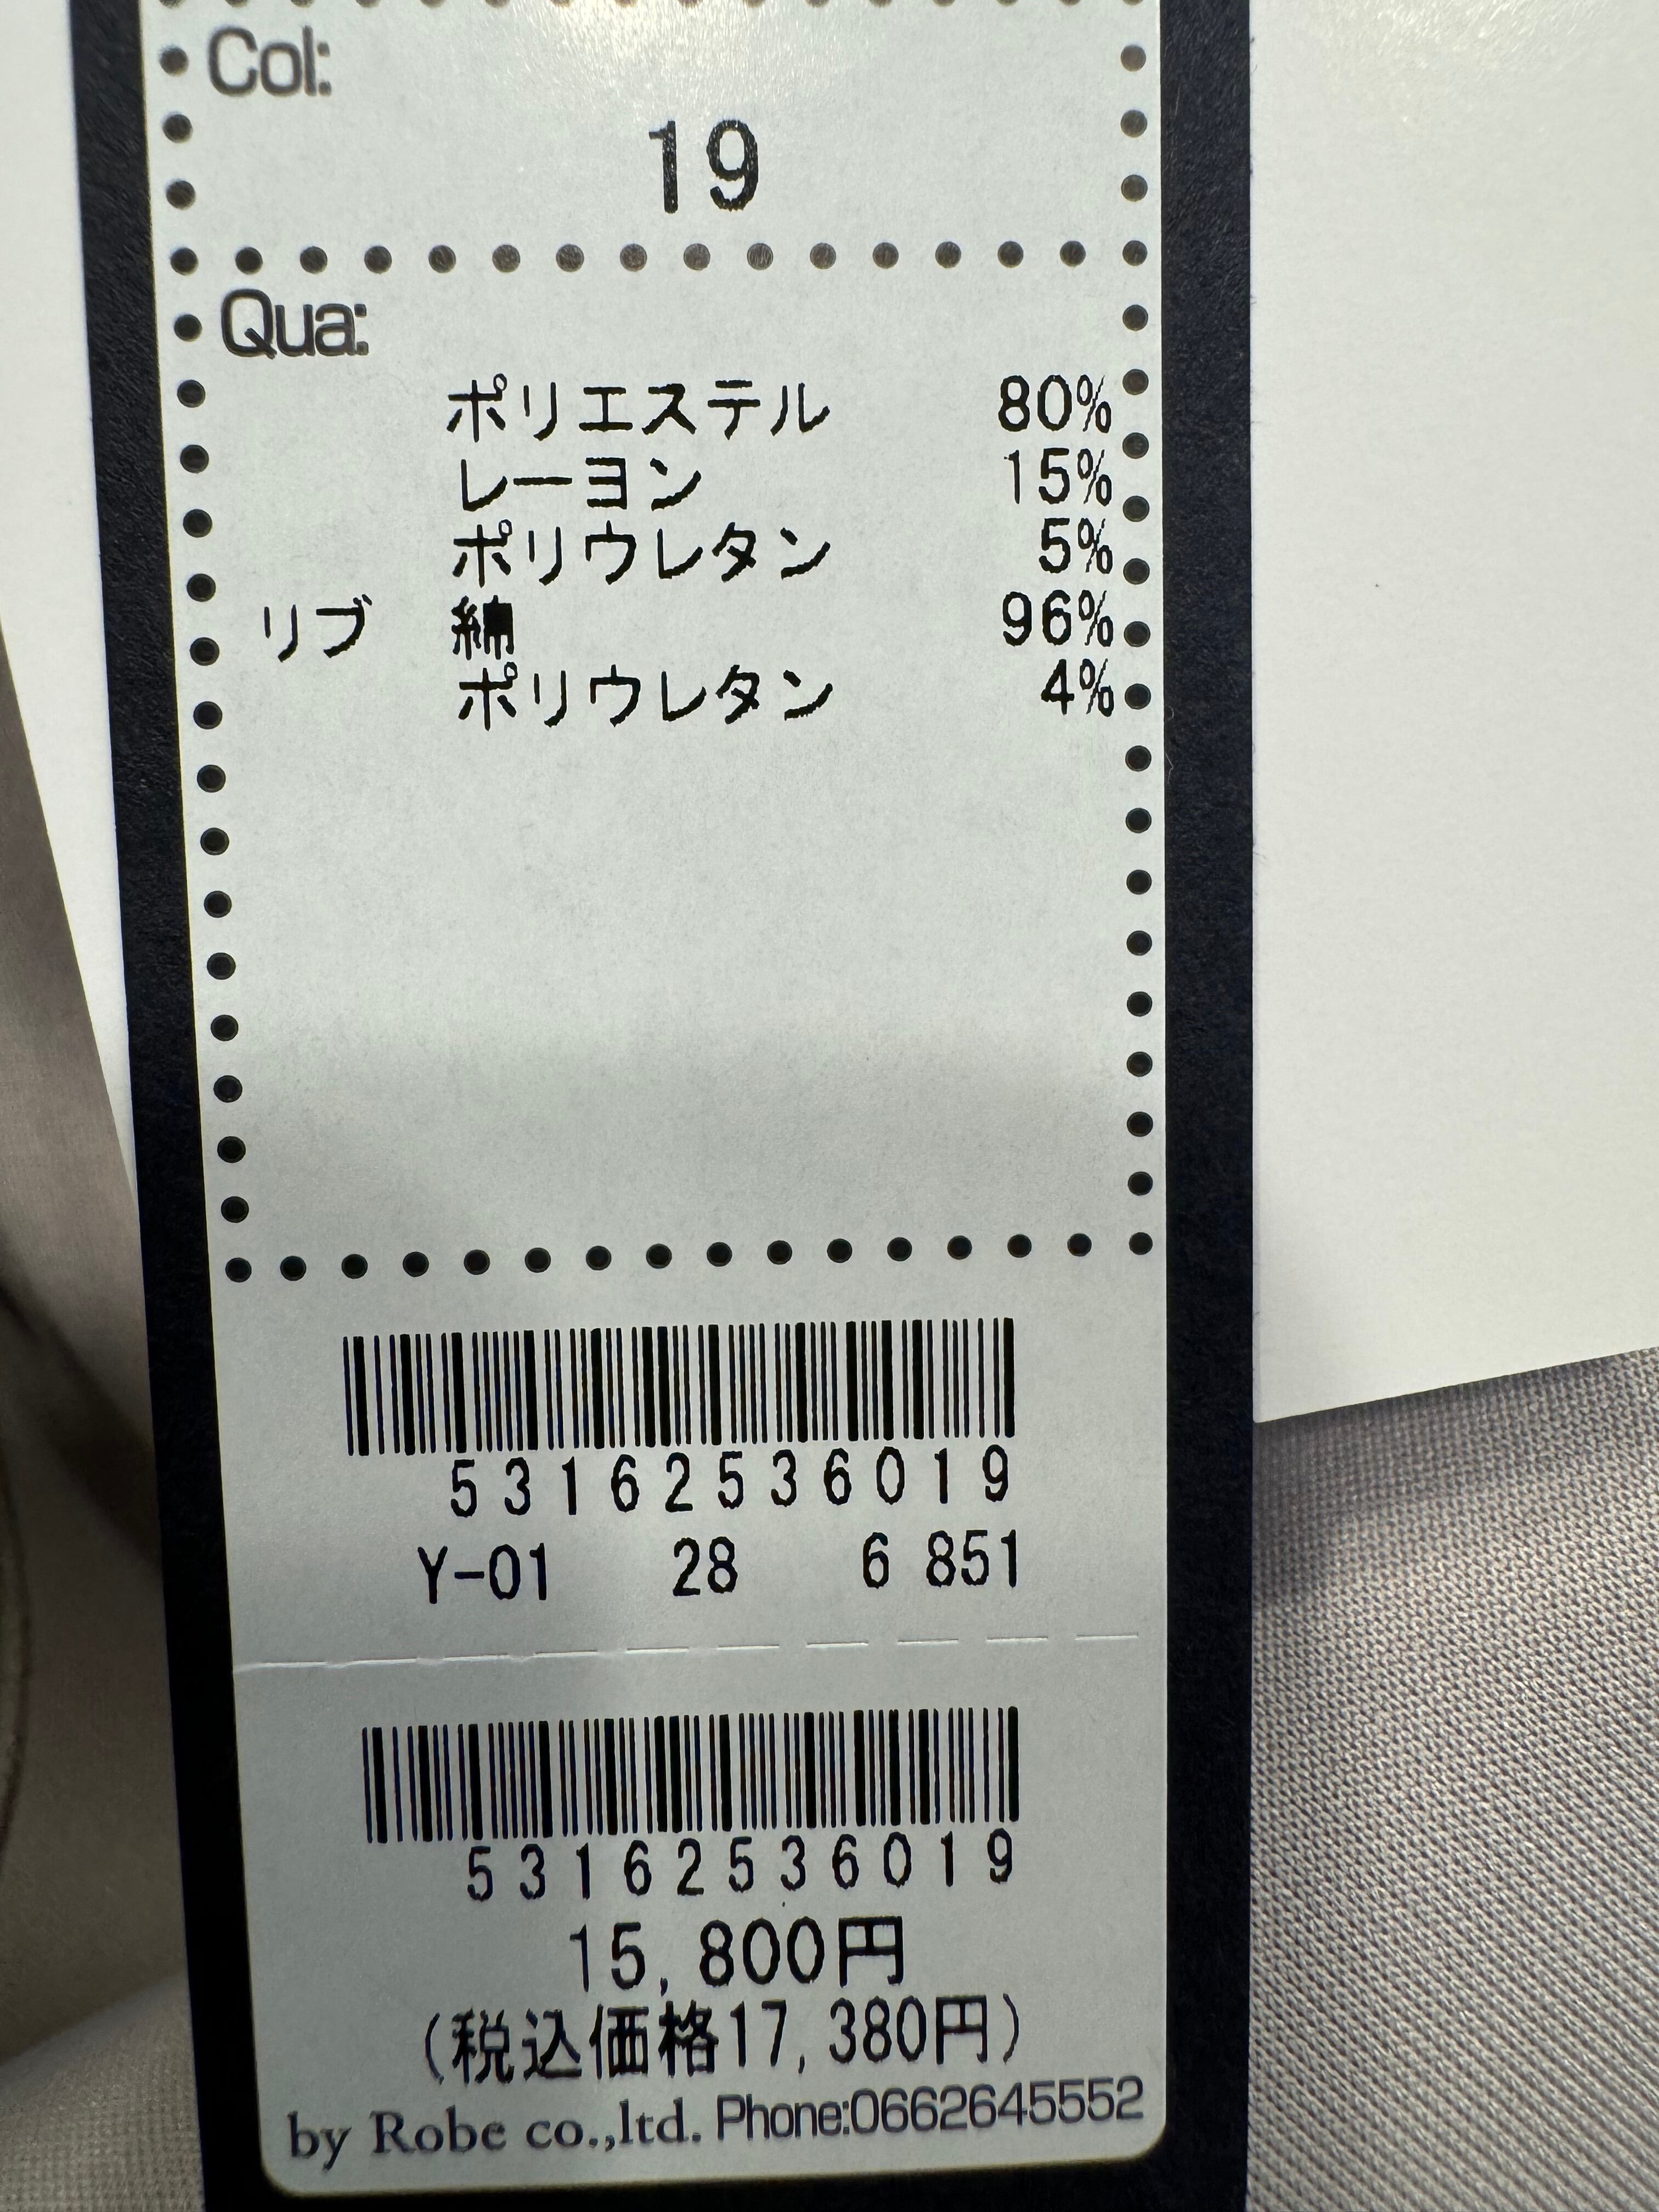 Col:
19
Qua:
ポリエステル 80%
レーヨン 15%
ポリウレタン 5%
リブ 綿 96%
ポリウレタン 4%
53162536019
Y-01 28 6 851
53162536019
15,800円
(税込価格17,380円)
by Robe co.,ltd. Phone:0662645552